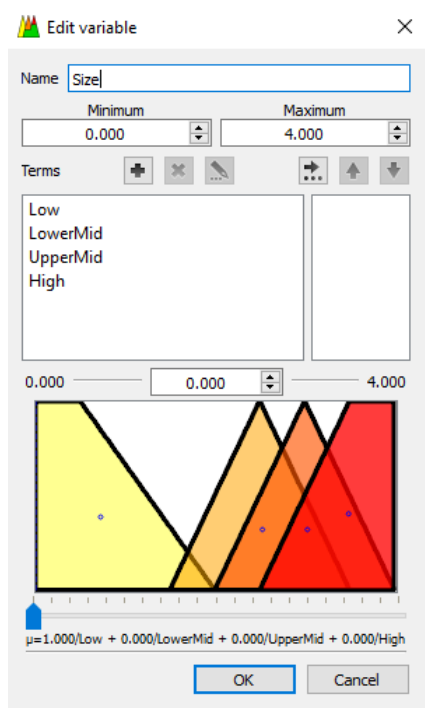 Edit variable
Name Size
Minimum Maximum
0.000 4.000
Terms
Low
LowerMid
UpperMid
High
0.000 0.000 4.000
μ=1.000/Low + 0.000/LowerMid + 0.000/UpperMid + 0.000/High
OK Cancel